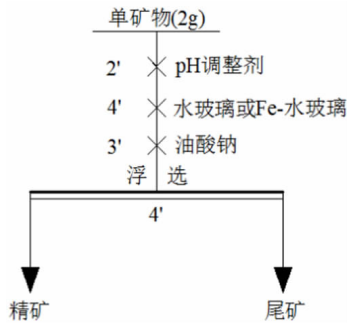 单矿物(2g)
2' pH调整剂
4' 水玻璃或Fe-水玻璃
3' 油酸钠
浮 选
4'
精矿 尾矿